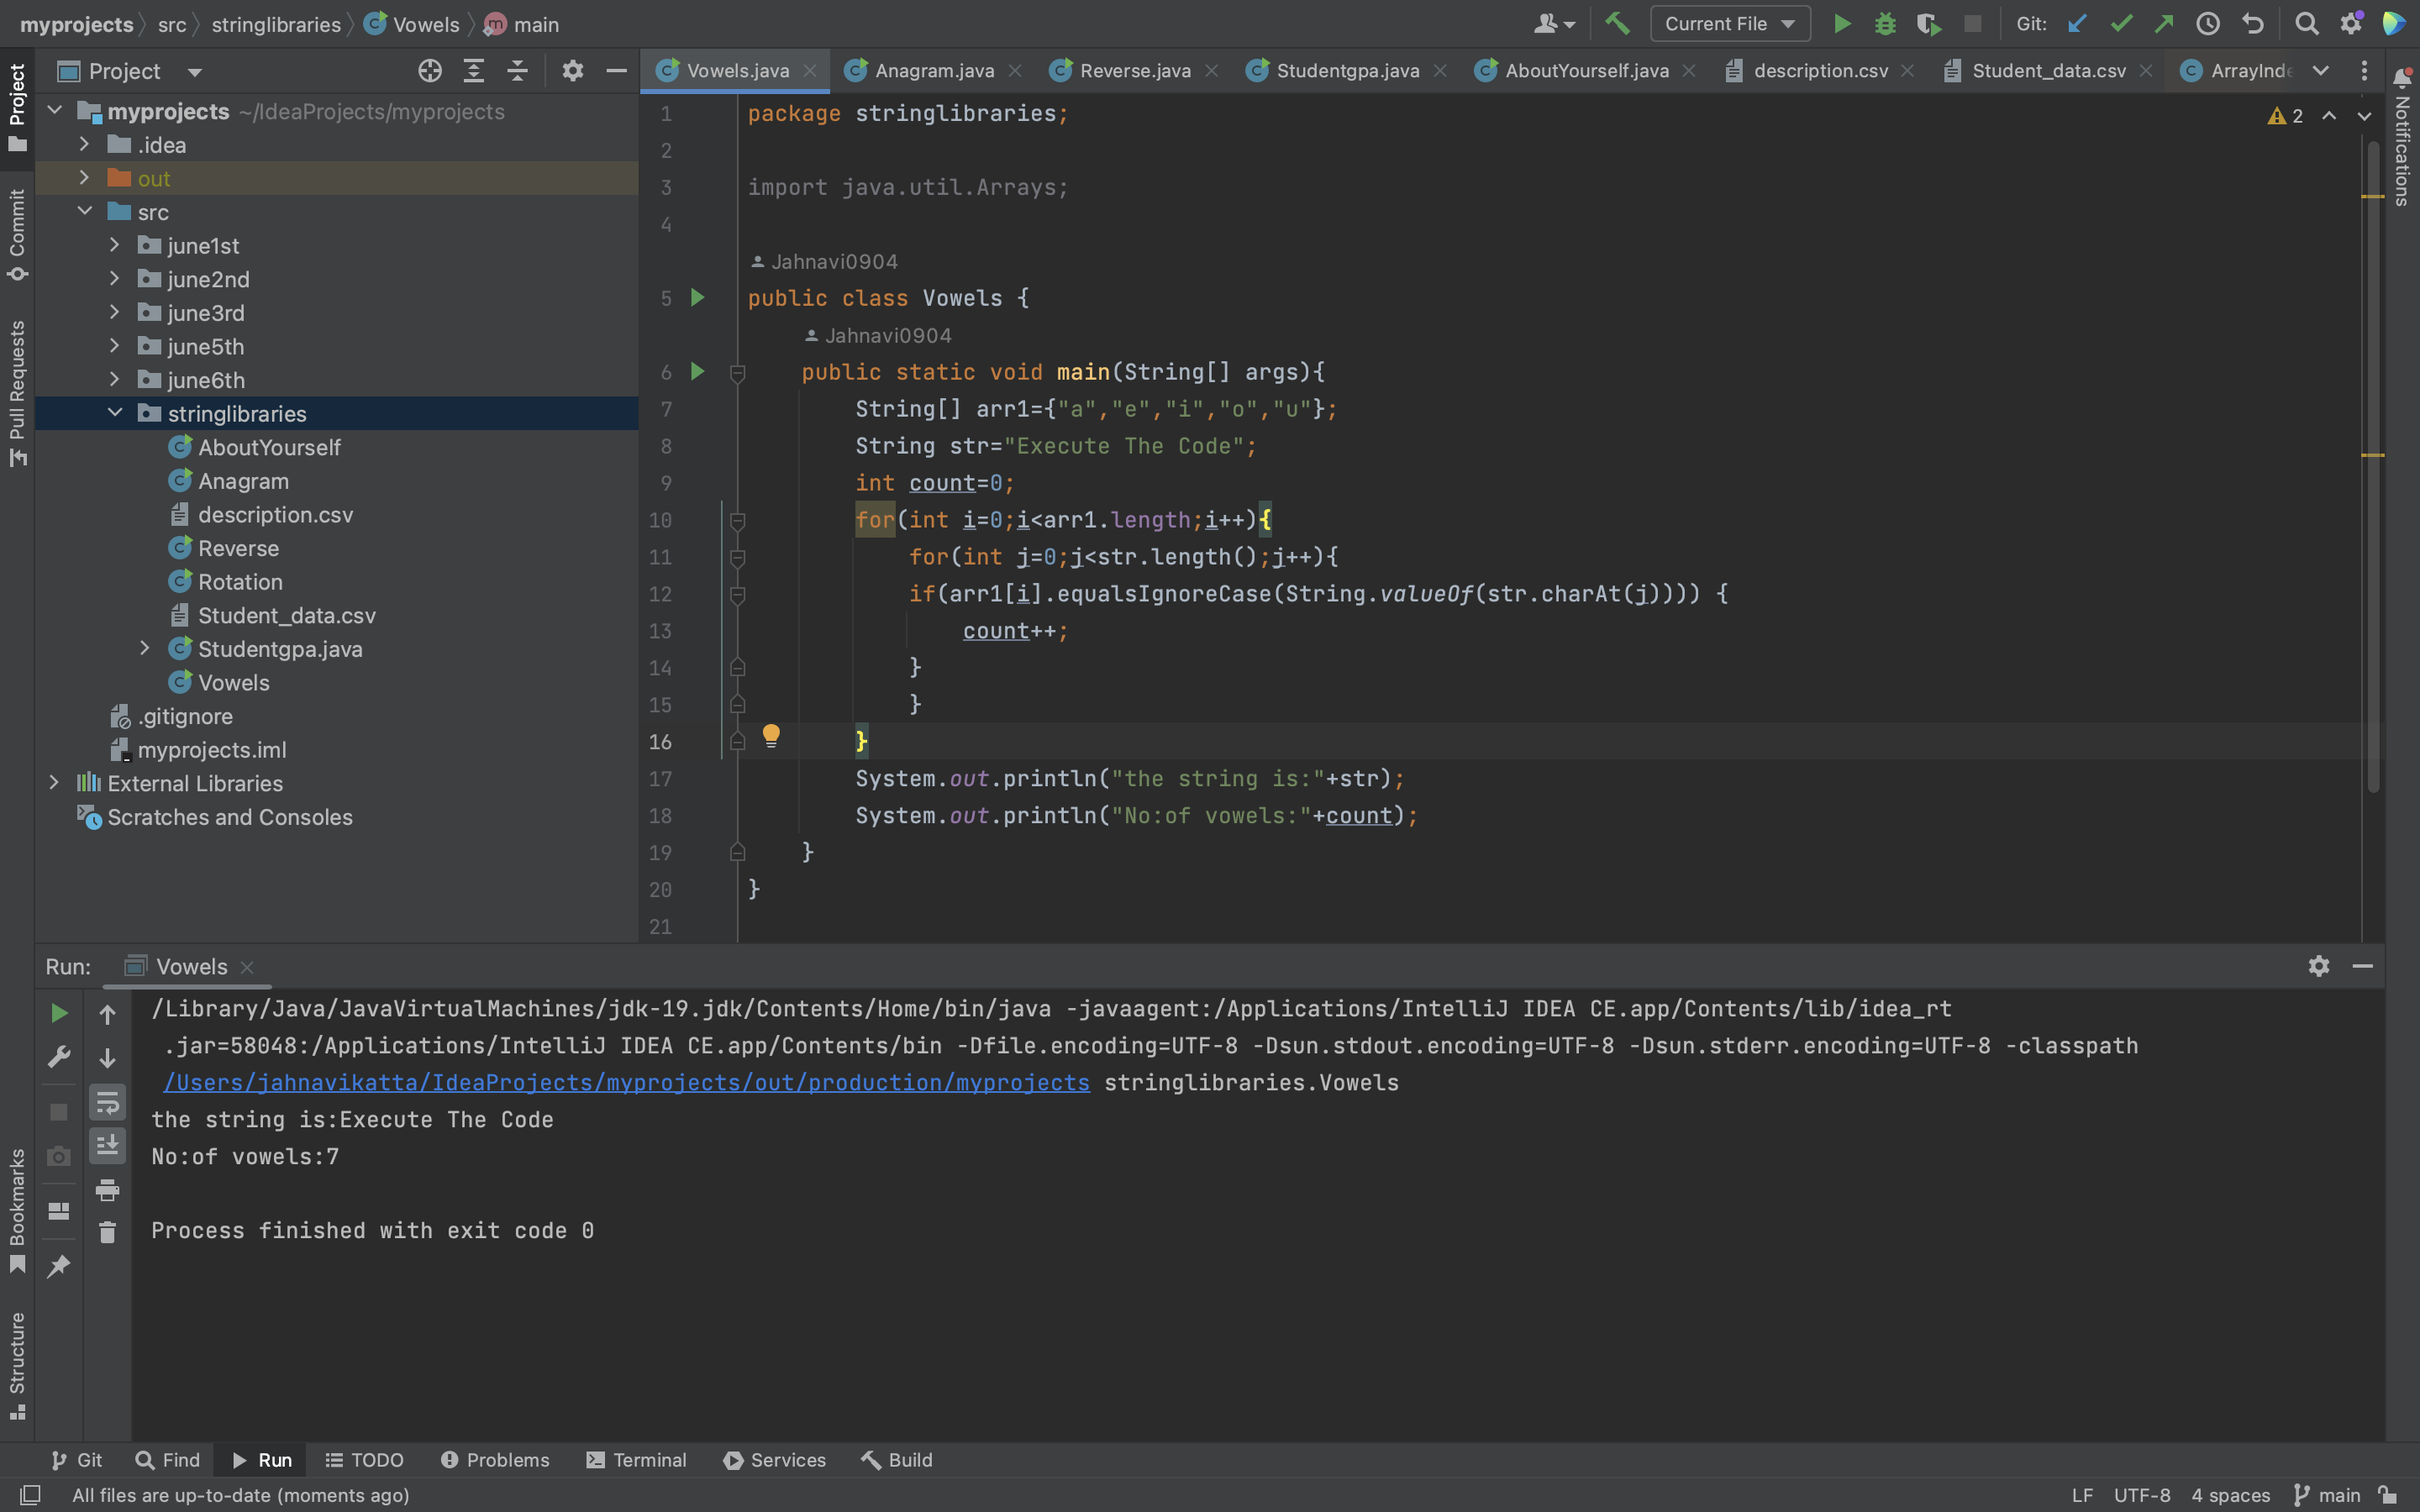 myprojects src stringlibraries Vowels main
Current File Git:
Project
Vowels.java Anagram.java Reverse.java Studentgpa.java AboutYourself.java description.csv Student_data.csv ArrayInde
Project
Commit
Pull Requests
Bookmarks
Structure
Notifications
myprojects ~/IdeaProjects/myprojects
.idea
out
src
june1st
june2nd
june3rd
june5th
june6th
stringlibraries
AboutYourself
Anagram
description.csv
Reverse
Rotation
Student_data.csv
Studentgpa.java
Vowels
.gitignore
myprojects.iml
External Libraries
Scratches and Consoles
2
1 package stringlibraries;
2
3 import java.util.Arrays;
4
Jahnavi0904
5 public class Vowels {
Jahnavi0904
6 public static void main(String[] args){
7 String[] arr1={"a","e","i","o","u"};
8 String str="Execute The Code";
9 int count=0;
10 for(int i=0;i<arr1.length;i++){
11 for(int j=0;j<str.length();j++){
12 if(arr1[i].equalsIgnoreCase(String.valueOf(str.charAt(j)))) {
13 count++;
14 }
15 }
16 }
17 System.out.println("the string is:"+str);
18 System.out.println("No:of vowels:"+count);
19 }
20 }
21
Run: Vowels
/Library/Java/JavaVirtualMachines/jdk-19.jdk/Contents/Home/bin/java -javaagent:/Applications/IntelliJ IDEA CE.app/Contents/lib/idea_rt
.jar=58048:/Applications/IntelliJ IDEA CE.app/Contents/bin -Dfile.encoding=UTF-8 -Dsun.stdout.encoding=UTF-8 -Dsun.stderr.encoding=UTF-8 -classpath
/Users/jahnavikatta/IdeaProjects/myprojects/out/production/myprojects stringlibraries.Vowels
the string is:Execute The Code
No:of vowels:7
Process finished with exit code 0
Git Find Run TODO Problems Terminal Services Build
All files are up-to-date (moments ago) LF UTF-8 4 spaces main